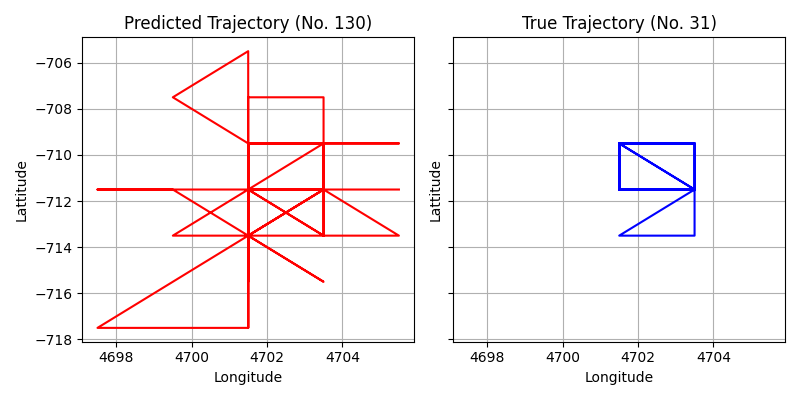 Predicted Trajectory (No. 130)
Lattitude
−706
−708
−710
−712
−714
−716
−718
4698 4700 4702 4704
Longitude
True Trajectory (No. 31)
Lattitude
4698 4700 4702 4704
Longitude